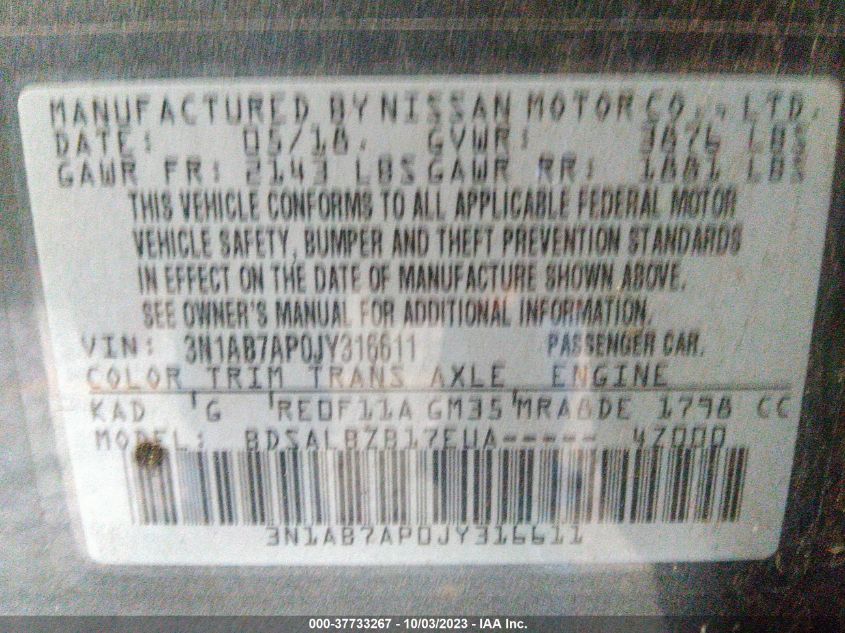 MANUFACTURED BY NISSAN MOTOR CO., LTD.
DATE: 05/18. GVWR: 3876 LBS
GAWR FR: 2143 LBS GAWR RR: 1881 LBS
THIS VEHICLE CONFORMS TO ALL APPLICABLE FEDERAL MOTOR
VEHICLE SAFETY, BUMPER AND THEFT PREVENTION STANDARDS
IN EFFECT ON THE DATE OF MANUFACTURE SHOWN ABOVE.
SEE OWNER'S MANUAL FOR ADDITIONAL INFORMATION.
VIN: 3N1AB7AP0JY316611 PASSENGER CAR.
COLOR TRIM TRANS AXLE ENGINE
KAD G RE0F11A GM35 MRA8DE 1798 CC
MODEL: BDSALBZB17EUA----- 4Z000
3N1AB7AP0JY316611
000-37733267 - 10/03/2023 - IAA Inc.